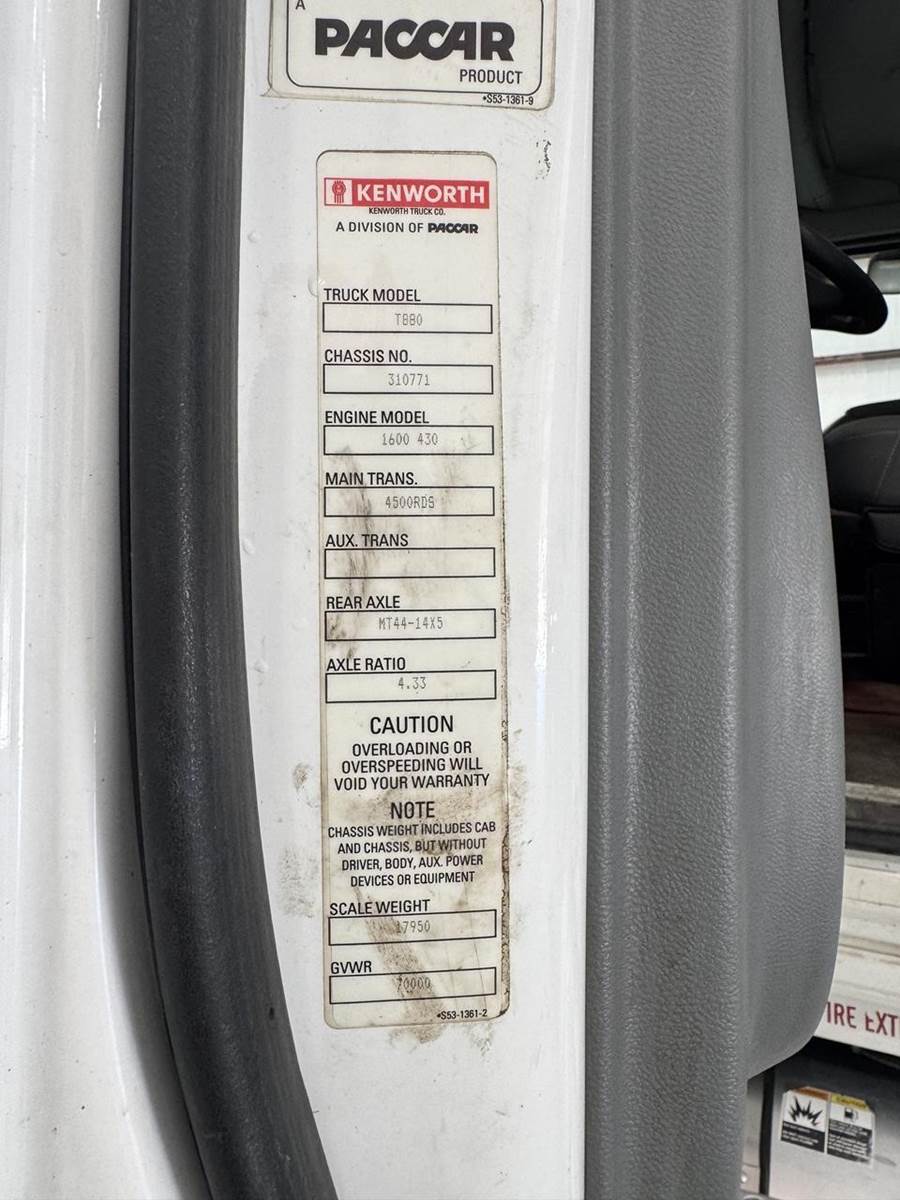 A
PACCAR
PRODUCT
•S53-1361-9
KENWORTH
KENWORTH TRUCK CO.
A DIVISION OF PACCAR
TRUCK MODEL
T880
CHASSIS NO.
310771
ENGINE MODEL
1600 430
MAIN TRANS.
4500RDS
AUX. TRANS
REAR AXLE
MT44-14X5
AXLE RATIO
4.33
CAUTION
OVERLOADING OR
OVERSPEEDING WILL
VOID YOUR WARRANTY
NOTE
CHASSIS WEIGHT INCLUDES CAB
AND CHASSIS, BUT WITHOUT
DRIVER, BODY, AUX. POWER
DEVICES OR EQUIPMENT
SCALE WEIGHT
17950
GVWR
70000
•S53-1361-2
IRE EXT